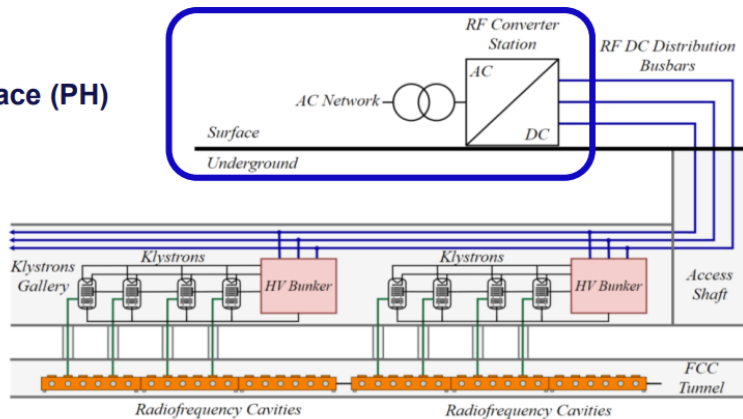 RF Converter
Station
RF DC Distribution
Busbars
ace (PH)
AC
AC Network
DC
Surface
Underground
Klystrons
Klystrons
Klystrons
Gallery
HV Bunker
HV Bunker
Access
Shaft
FCC
Tunnel
Radiofrequency Cavities
Radiofrequency Cavities